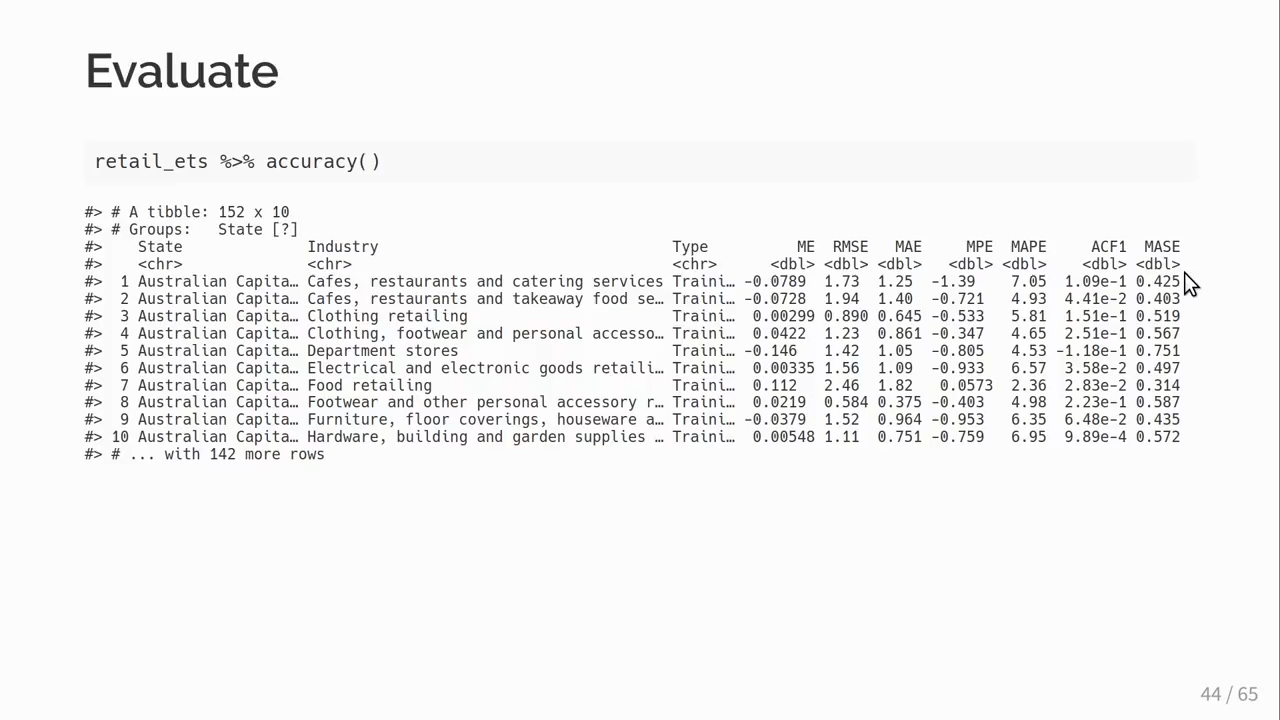 Evaluate
retail_ets %>% accuracy()
#> # A tibble: 152 x 10
#> # Groups:   State [?]
#>    State              Industry                                 Type          ME  RMSE   MAE     MPE  MAPE     ACF1  MASE
#>    <chr>              <chr>                                    <chr>      <dbl> <dbl> <dbl>   <dbl> <dbl>    <dbl> <dbl>
#>  1 Australian Capita… Cafes, restaurants and catering services Traini… -0.0789  1.73  1.25  -1.39    7.05  1.09e-1 0.425
#>  2 Australian Capita… Cafes, restaurants and takeaway food se… Traini… -0.0728  1.94  1.40  -0.721   4.93  4.41e-2 0.403
#>  3 Australian Capita… Clothing retailing                       Traini…  0.00299 0.890 0.645 -0.533   5.81  1.51e-1 0.519
#>  4 Australian Capita… Clothing, footwear and personal accesso… Traini…  0.0422  1.23  0.861 -0.347   4.65  2.51e-1 0.567
#>  5 Australian Capita… Department stores                        Traini… -0.146   1.42  1.05  -0.805   4.53 -1.18e-1 0.751
#>  6 Australian Capita… Electrical and electronic goods retaili… Traini…  0.00335 1.56  1.09  -0.933   6.57  3.58e-2 0.497
#>  7 Australian Capita… Food retailing                           Traini…  0.112   2.46  1.82   0.0573  2.36  2.83e-2 0.314
#>  8 Australian Capita… Footwear and other personal accessory r… Traini…  0.0219  0.584 0.375 -0.403   4.98  2.23e-1 0.587
#>  9 Australian Capita… Furniture, floor coverings, houseware a… Traini… -0.0379  1.52  0.964 -0.953   6.35  6.48e-2 0.435
#> 10 Australian Capita… Hardware, building and garden supplies … Traini…  0.00548 1.11  0.751 -0.759   6.95  9.89e-4 0.572
#> # ... with 142 more rows
44 / 65